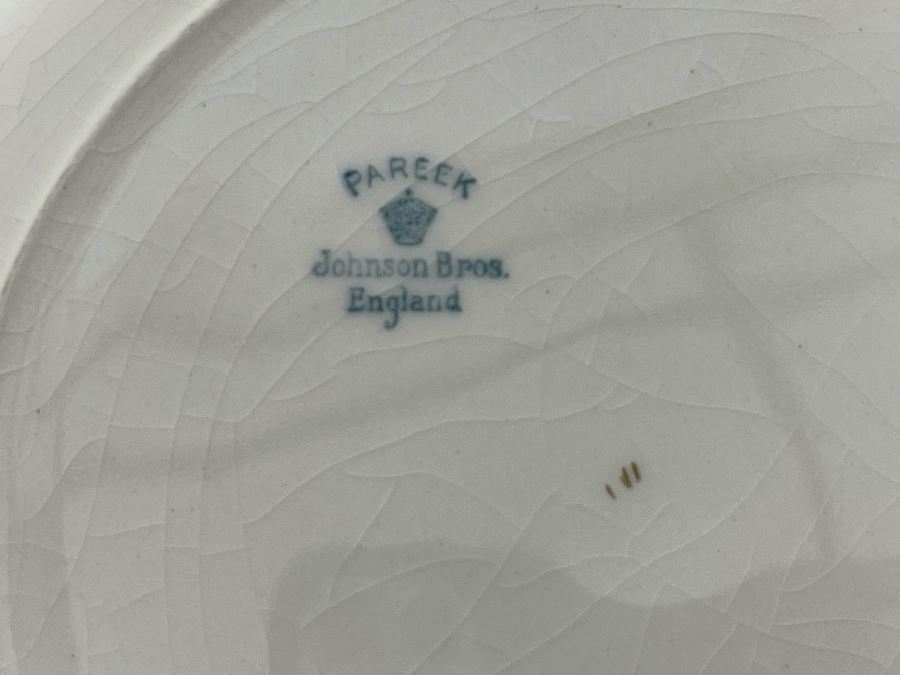 PAREEK
Johnson Bros.
England